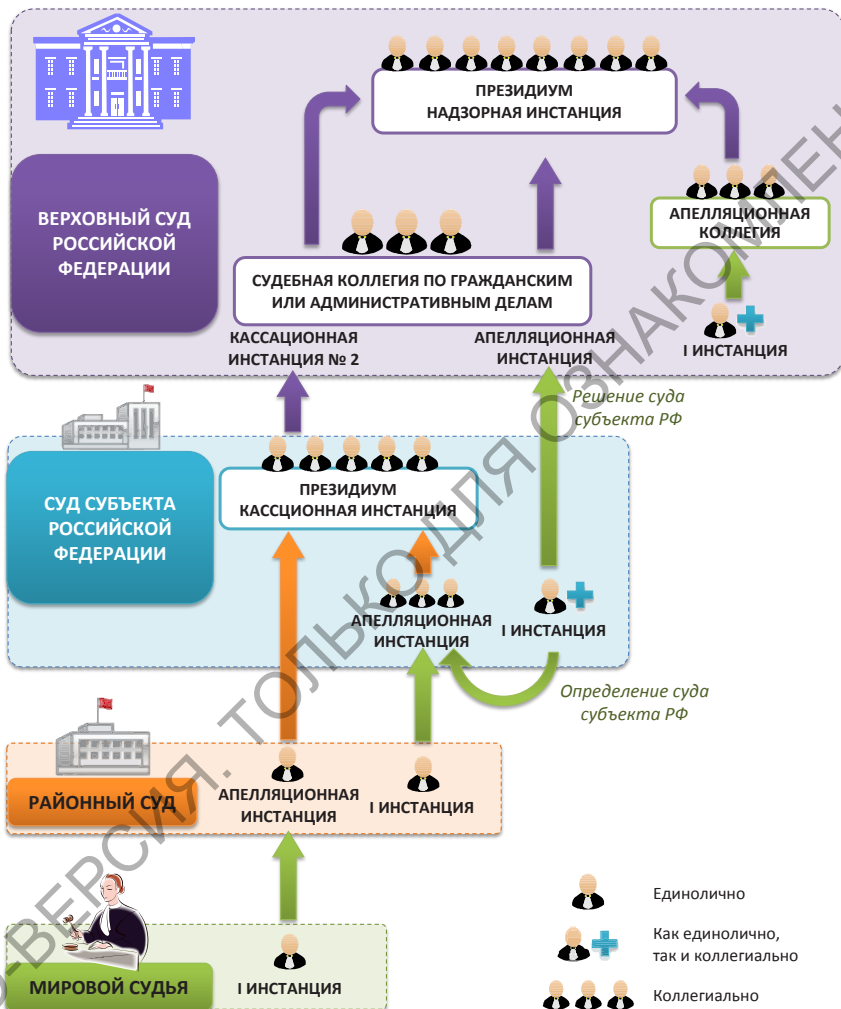 ПРЕЗИДИУМ
НАДЗОРНАЯ ИНСТАНЦИЯ
ВЕРХОВНЫЙ СУД
РОССИЙСКОЙ
ФЕДЕРАЦИИ
АПЕЛЛЯЦИОННАЯ
КОЛЛЕГИЯ
СУДЕБНАЯ КОЛЛЕГИЯ ПО ГРАЖДАНСКИМ
ИЛИ АДМИНИСТРАТИВНЫМ ДЕЛАМ
КАССАЦИОННАЯ
ИНСТАНЦИЯ № 2
АПЕЛЛЯЦИОННАЯ
ИНСТАНЦИЯ
I ИНСТАНЦИЯ
Решение суда
субъекта РФ
СУД СУБЪЕКТА
РОССИЙСКОЙ
ФЕДЕРАЦИИ
ПРЕЗИДИУМ
КАССЦИОННАЯ ИНСТАНЦИЯ
АПЕЛЛЯЦИОННАЯ
ИНСТАНЦИЯ
I ИНСТАНЦИЯ
Определение суда
субъекта РФ
РАЙОННЫЙ СУД
АПЕЛЛЯЦИОННАЯ
ИНСТАНЦИЯ
I ИНСТАНЦИЯ
МИРОВОЙ СУДЬЯ
I ИНСТАНЦИЯ
Единолично
Как единолично,
так и коллегиально
Коллегиально
ВЕРСИЯ. ТОЛЬКО ДЛЯ